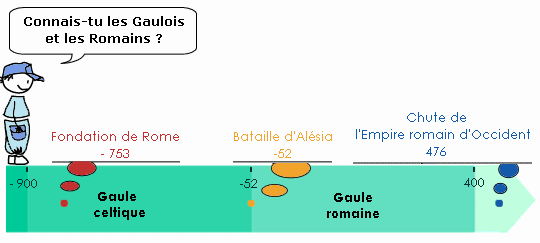 Connais-tu les Gaulois
et les Romains ?
Fondation de Rome
- 753
Bataille d'Alésia
-52
Chute de
l'Empire romain d'Occident
476
- 900
-52
400
Gaule
celtique
Gaule
romaine